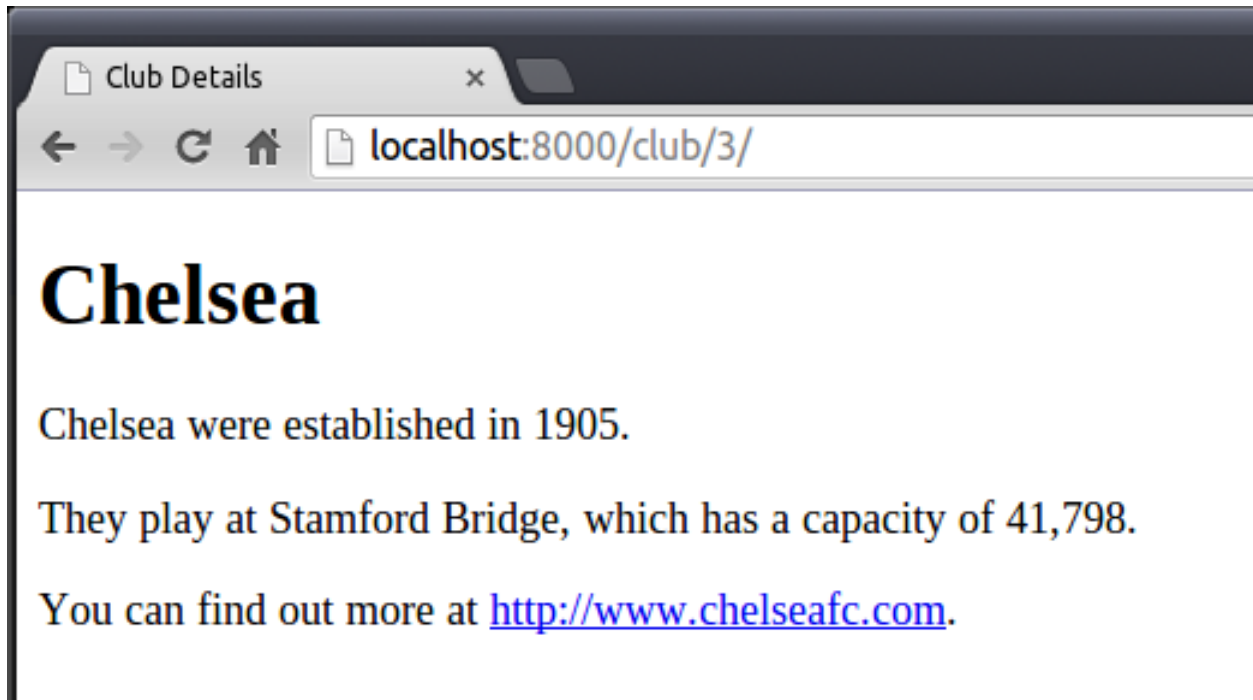 Club Details
localhost:8000/club/3/
Chelsea
Chelsea were established in 1905.
They play at Stamford Bridge, which has a capacity of 41,798.
You can find out more at http://www.chelseafc.com.